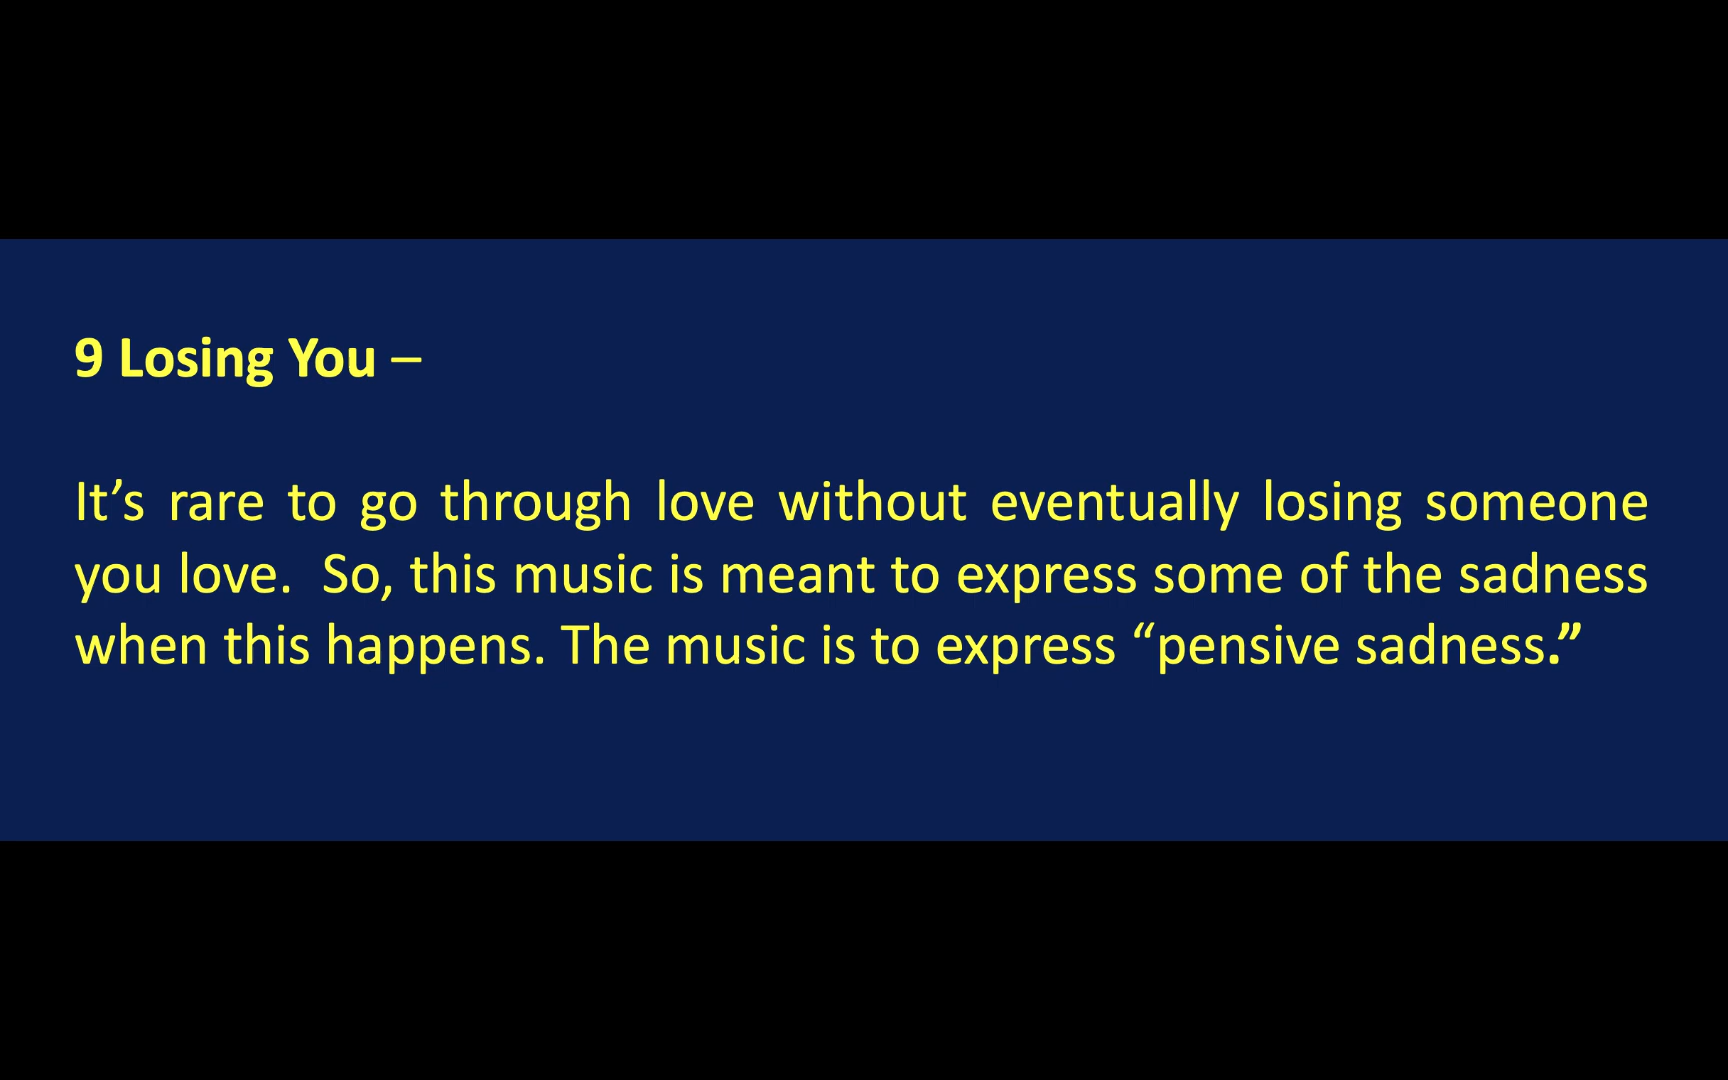 9 Losing You –
It’s rare to go through love without eventually losing someone
you love.  So, this music is meant to express some of the sadness
when this happens. The music is to express “pensive sadness.”